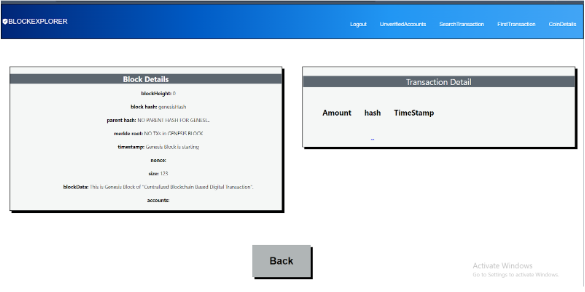 BLOCKEXPLORER
Logout UnverifiedAccounts SearchTransaction FindTransaction CoinDetails
Block Details
blockHeight: 0
block hash: genesisHash
parent hash: NO PARENT HASH FOR GENESI...
merkle root: NO TXs in GENESIS BLOCK
timestamp: Genesis Block is starting
nonce:
size: 123
blockData: This is Genesis Block of "Centralized Blockchain Based Digital Transaction".
accounts:
Transaction Detail
Amount hash TimeStamp
...
Back
Activate Windows
Go to Settings to activate Windows.